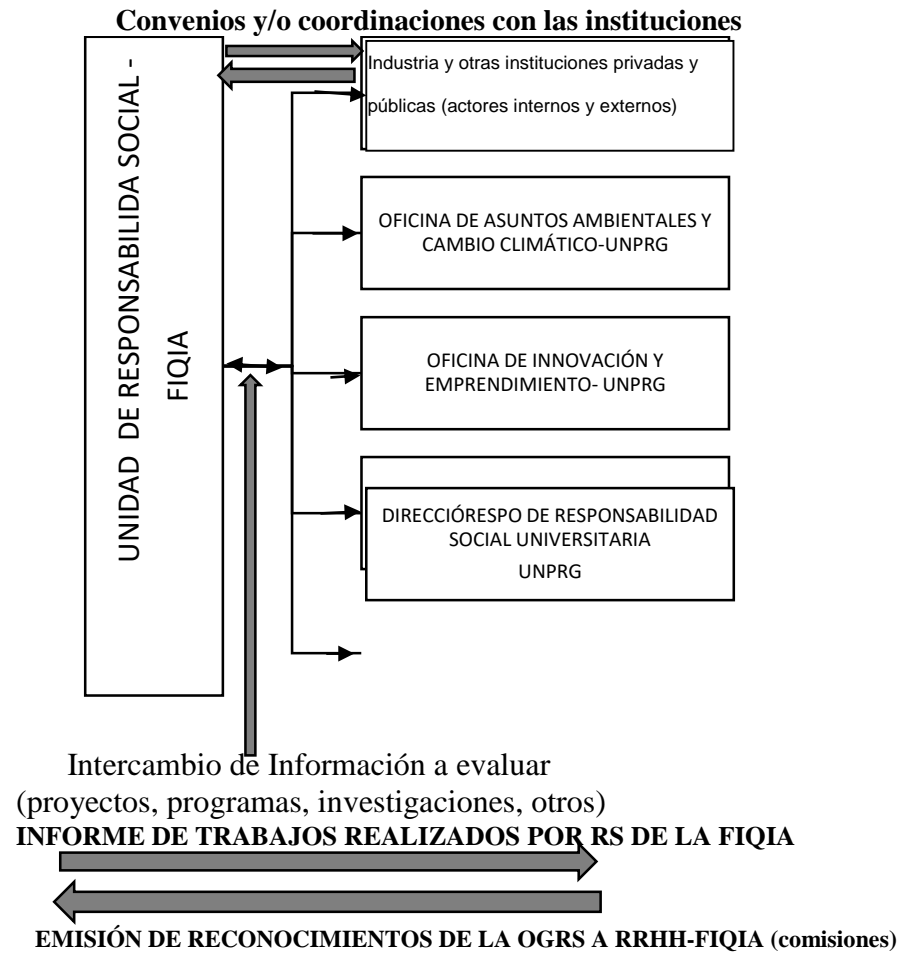 Convenios y/o coordinaciones con las instituciones
UNIDAD DE RESPONSABILIDA SOCIAL -
FIQIA
Industria y otras instituciones privadas y
públicas (actores internos y externos)
OFICINA DE ASUNTOS AMBIENTALES Y
CAMBIO CLIMÁTICO-UNPRG
OFICINA DE INNOVACIÓN Y
EMPRENDIMIENTO- UNPRG
DIRECCIÓRESPO DE RESPONSABILIDAD
SOCIAL UNIVERSITARIA
UNPRG
Intercambio de Información a evaluar
(proyectos, programas, investigaciones, otros)
INFORME DE TRABAJOS REALIZADOS POR RS DE LA FIQIA
EMISIÓN DE RECONOCIMIENTOS DE LA OGRS A RRHH-FIQIA (comisiones)